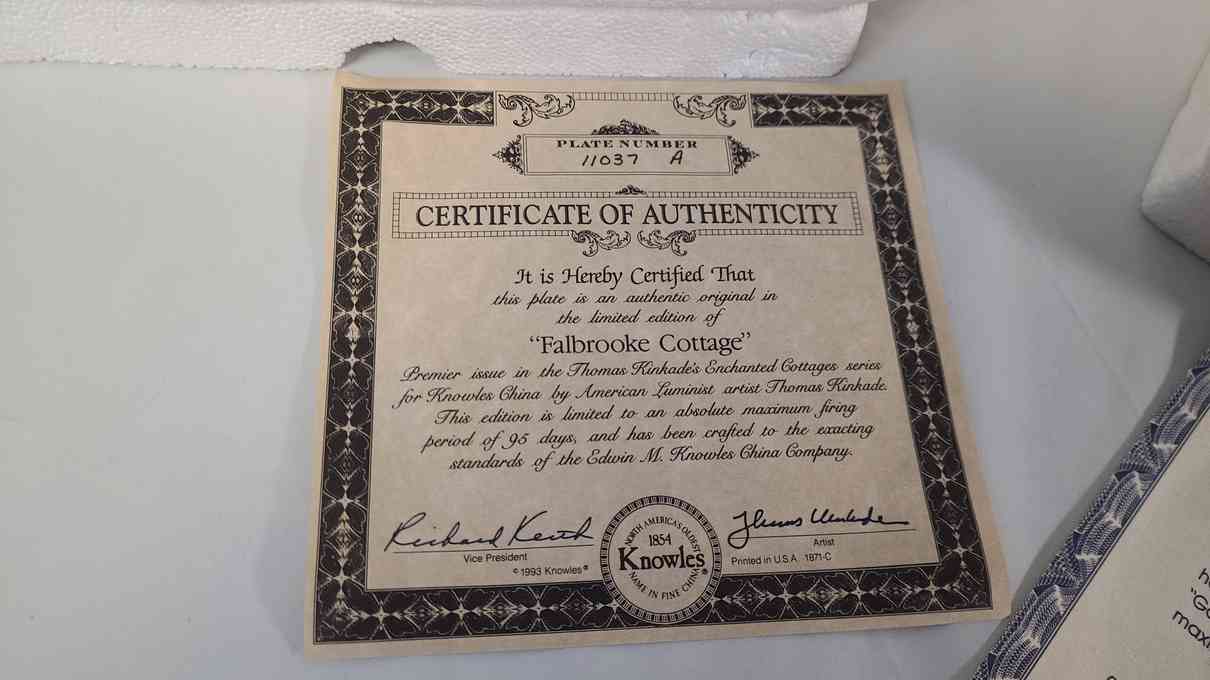 PLATE NUMBER
11037 A
CERTIFICATE OF AUTHENTICITY
It is Hereby Certified That
this plate is an authentic original in
the limited edition of
“Falbrooke Cottage”
Premier issue in the Thomas Kinkade's Enchanted Cottages series
for Knowles China by American Luminist artist Thomas Kinkade.
This edition is limited to an absolute maximum firing
period of 95 days, and has been crafted to the exacting
standards of the Edwin M. Knowles China Company.
Richard Keith
Vice President
© 1993 Knowles®
NORTH AMERICA'S OLDEST
1854
Knowles®
NAME IN FINE CHINA
Thomas Kinkade
Artist
Printed in U.S.A. 1871-C